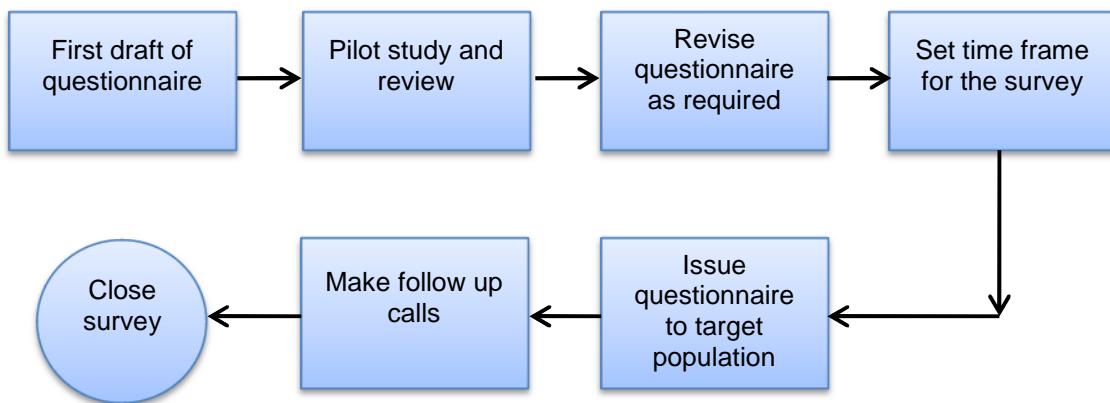 First draft of
questionnaire
Pilot study and
review
Revise
questionnaire
as required
Set time frame
for the survey
Issue
questionnaire
to target
population
Make follow up
calls
Close
survey